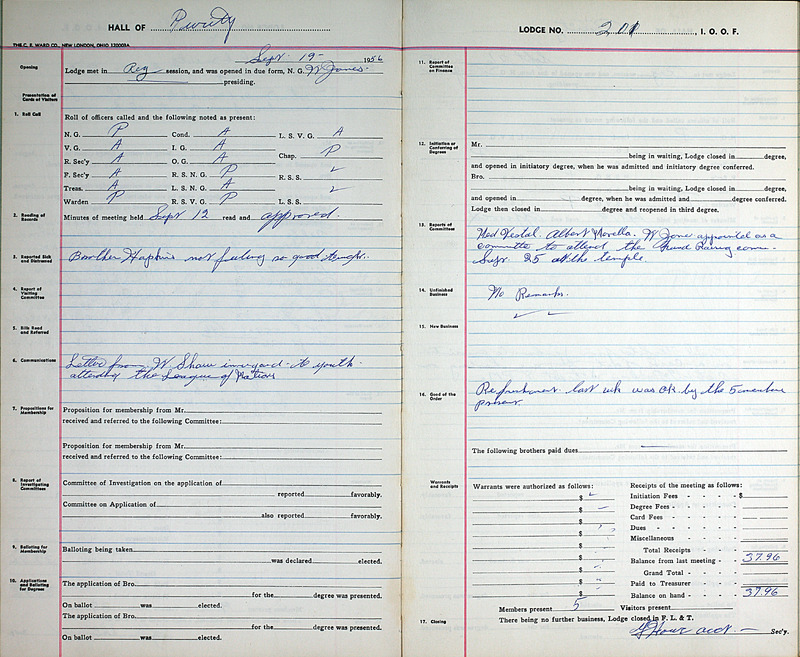 HALL OF Purity
THE C. E. WARD CO., NEW LONDON, OHIO
Sept. 19- 1956
Opening
Lodge met in Reg session, and was opened in due form, N. G. W Jones.
presiding.
Presentation of Cards of Visitors
1. Roll Call
Roll of officers called and the following noted as present:
N. G. P Cond. A L. S. V. G. A
V. G. A I. G. A
R. Sec'y A O. G. A Chap. P
F. Sec'y A R. S. N. G. P R. S. S. ✓
Treas. A L. S. N. G. A ✓
Warden P R. S. V. G. P L. S. S.
2. Reading of Records
Minutes of meeting held Sept 12 read and approved.
3. Reported Sick and Distressed
Brother Hopkins not feeling so good tonight.
4. Report of Visiting Committee
5. Bills Read and Referred
6. Communications
Letter from W. Shaw in regard - to youth
attending the League of Nations
7. Propositions for Membership
Proposition for membership from Mr.
received and referred to the following Committee:
Proposition for membership from Mr.
received and referred to the following Committee:
8. Report of Investigating Committees
Committee of Investigation on the application of
reported favorably.
Committee on Application of
also reported favorably.
9. Balloting for Membership
Balloting being taken
was declared elected.
10. Applications and Balloting for Degrees
The application of Bro.
for the degree was presented.
On ballot was elected.
The application of Bro.
for the degree was presented.
On ballot was elected.
LODGE NO. 201, I. O. O. F.
11. Report of Committee on Finance
12. Initiation or Conferring of Degrees
Mr.
being in waiting, Lodge closed in degree,
and opened in initiatory degree, when he was admitted and initiatory degree conferred.
Bro.
being in waiting, Lodge closed in degree,
and opened in degree, when he was admitted and degree conferred.
Lodge then closed in degree and reopened in third degree.
13. Reports of Committees
Ned Albert Novella. W Jones appointed as a
committe to attend the Fund Raising com.
Sept. 25 at the temple.
14. Unfinished Business
No Remarks.
15. New Business
✓ ✓
16. Good of the Order
Refreshment last wk was OK by the 5 member
present
The following brothers paid dues
Warrants and Receipts
Warrants were authorized as follows:
$
$
$
$
$
$
$
$
Receipts of the meeting as follows:
Initiation Fees - - - - $
Degree Fees - - - -
Card Fees - - - -
Dues - - - - -
Miscellaneous - - - -
Total Receipts
Balance from last meeting - 37.96
Grand Total - -
Paid to Treasurer - -
Balance on hand - - 37.96
Members present 5 Visitors present
17. Closing
There being no further business, Lodge closed in F. L. & T.
Sec'y.